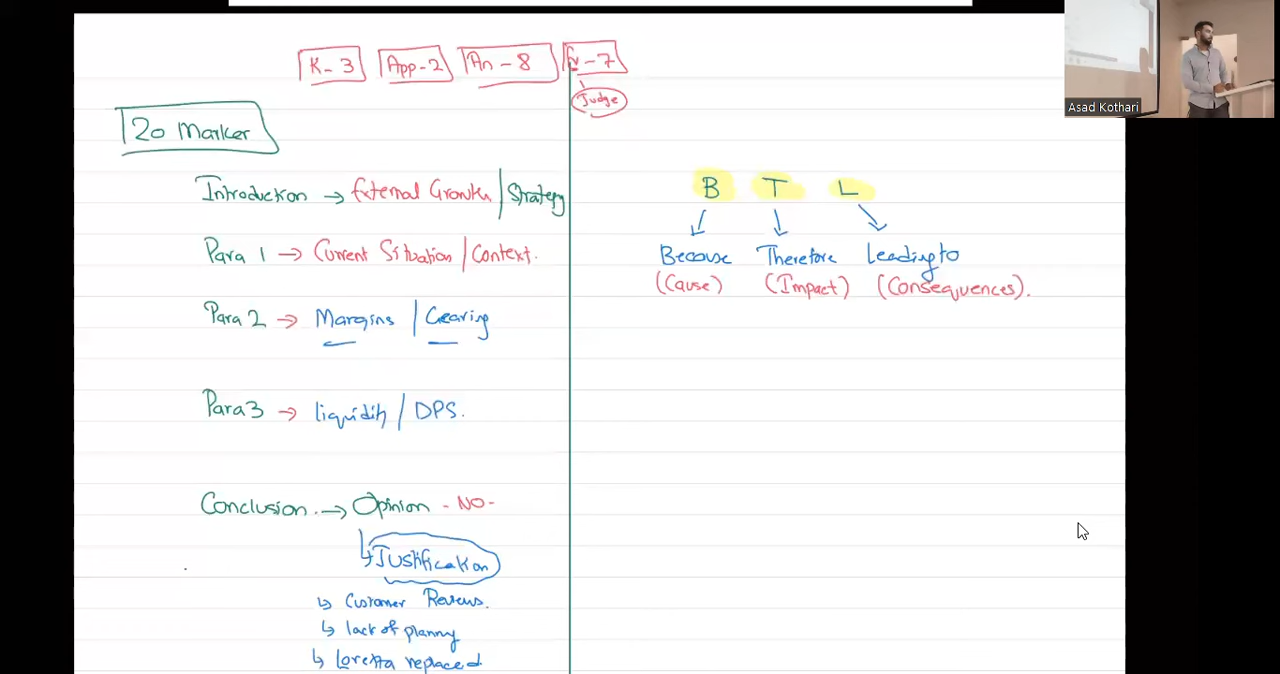 K-3 App-2 An-8 Ev-7
Judge
20 Marker
Introduction → External Growth / Strategy
Para 1 → Current Situation / Context.
Para 2 → Margins / Gearing
Para 3 → liquidity / DPS.
Conclusion. → Opinion - NO -
↳ Justification
↳ Customer Reviews.
↳ lack of planning
↳ Loretta replaced
B T L
Because Therefore Leading to
(Cause) (Impact) (Consequences).
Asad Kothari